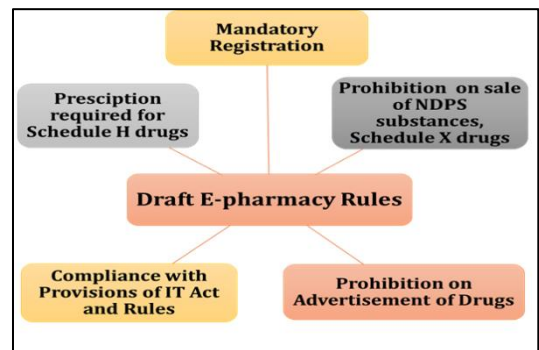 Mandatory
Registration
Presciption
required for
Schedule H drugs
Prohibition on sale
of NDPS
substances,
Schedule X drugs
Draft E-pharmacy Rules
Compliance with
Provisions of IT Act
and Rules
Prohibition on
Advertisement of Drugs